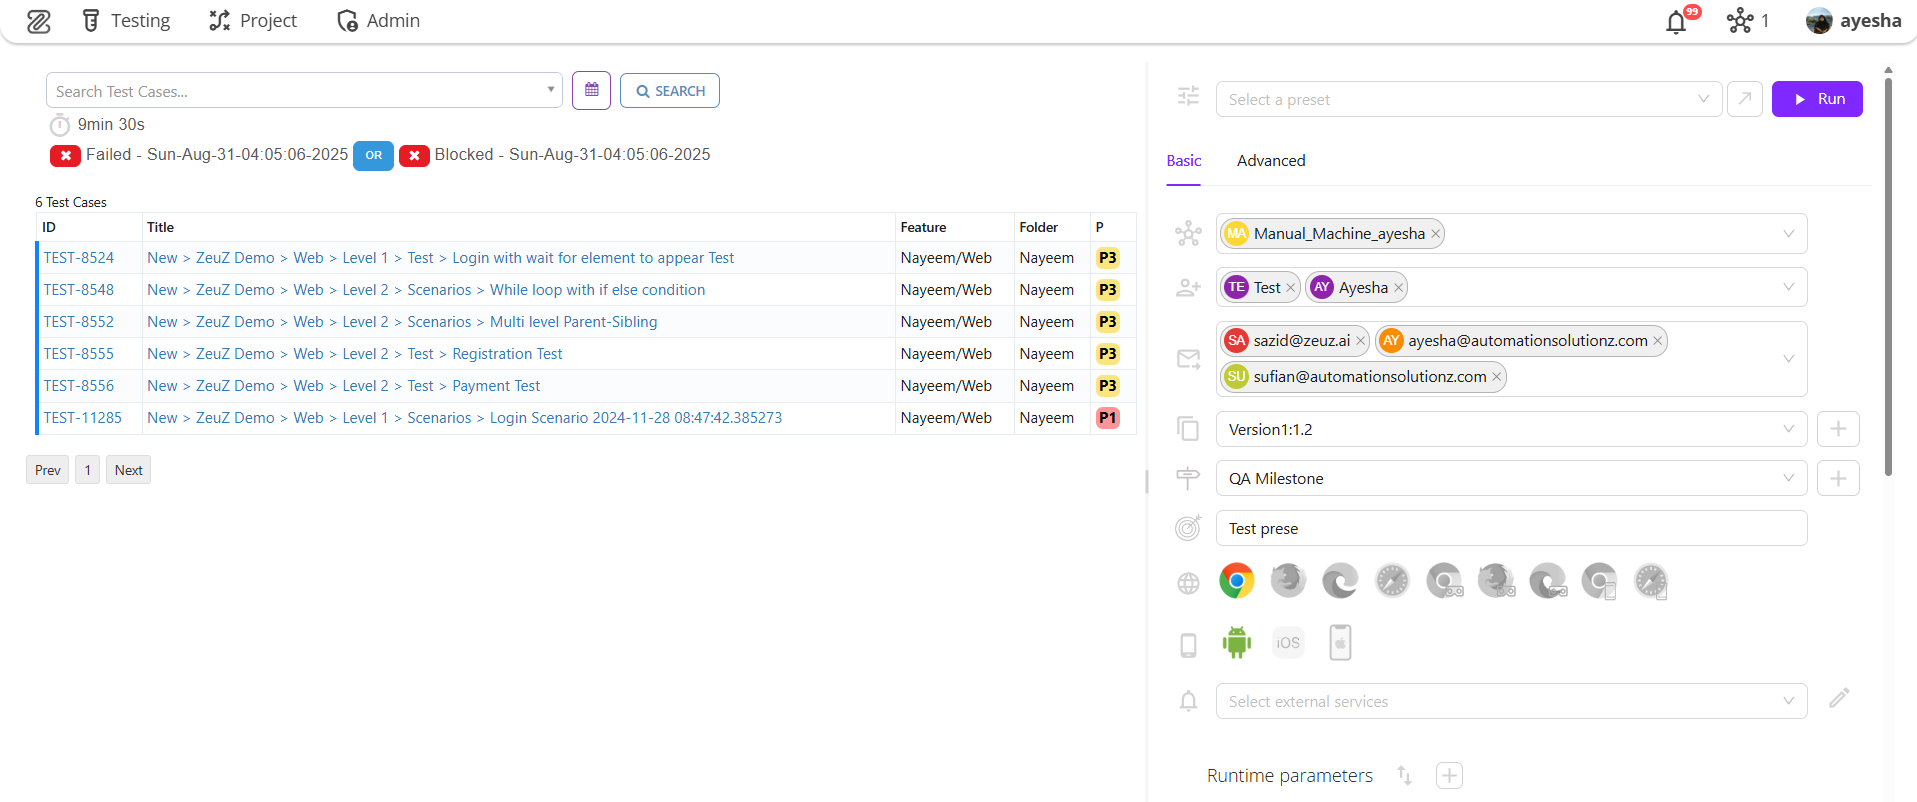 Testing Project Admin 99 1 ayesha
Search Test Cases... SEARCH
9min 30s
Failed - Sun-Aug-31-04:05:06-2025 OR Blocked - Sun-Aug-31-04:05:06-2025
6 Test Cases
ID Title Feature Folder P
TEST-8524 New > ZeuZ Demo > Web > Level 1 > Test > Login with wait for element to appear Test Nayeem/Web Nayeem P3
TEST-8548 New > ZeuZ Demo > Web > Level 2 > Scenarios > While loop with if else condition Nayeem/Web Nayeem P3
TEST-8552 New > ZeuZ Demo > Web > Level 2 > Scenarios > Multi level Parent-Sibling Nayeem/Web Nayeem P3
TEST-8555 New > ZeuZ Demo > Web > Level 2 > Test > Registration Test Nayeem/Web Nayeem P3
TEST-8556 New > ZeuZ Demo > Web > Level 2 > Test > Payment Test Nayeem/Web Nayeem P3
TEST-11285 New > ZeuZ Demo > Web > Level 1 > Scenarios > Login Scenario 2024-11-28 08:47:42.385273 Nayeem/Web Nayeem P1
Prev 1 Next
Select a preset Run
Basic Advanced
MA Manual_Machine_ayesha
TE Test AY Ayesha
SA sazid@zeuz.ai AY ayesha@automationsolutionz.com
SU sufian@automationsolutionz.com
Version1:1.2
QA Milestone
Test prese
iOS
Select external services
Runtime parameters